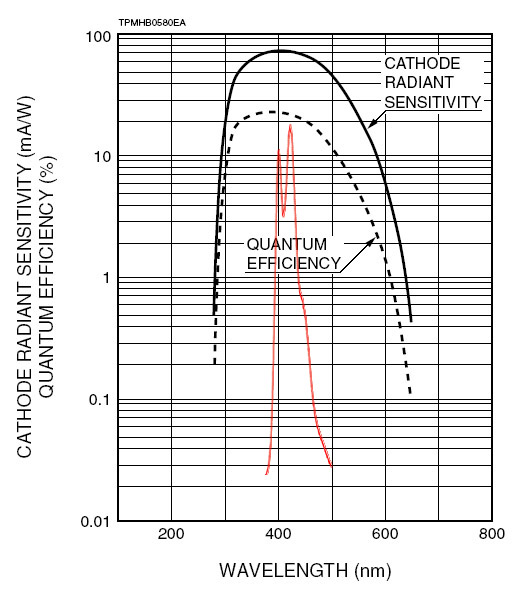 TPMHB0580EA
100
CATHODE
RADIANT
SENSITIVITY
10
QUANTUM
EFFICIENCY
1
0.1
0.01
200
400
600
800
WAVELENGTH (nm)
CATHODE RADIANT SENSITIVITY (mA/W)
QUANTUM EFFICIENCY (%)